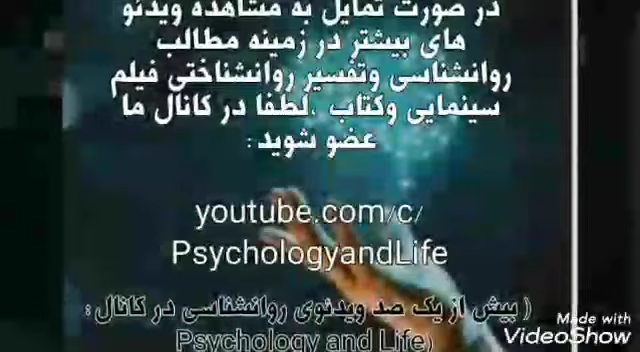 در صورت تمایل به مشاهده ویدئو
های بیشتر در زمینه مطالب
روانشناسی وتفسیر روانشناختی فیلم
سینمایی وکتاب ،لطفا در کانال ما
عضو شوید :
youtube.com/c/
PsychologyandLife
( بیش از یک صد ویدئوی روانشناسی در کانال :
Psychology and Life)
Made with
VideoShow